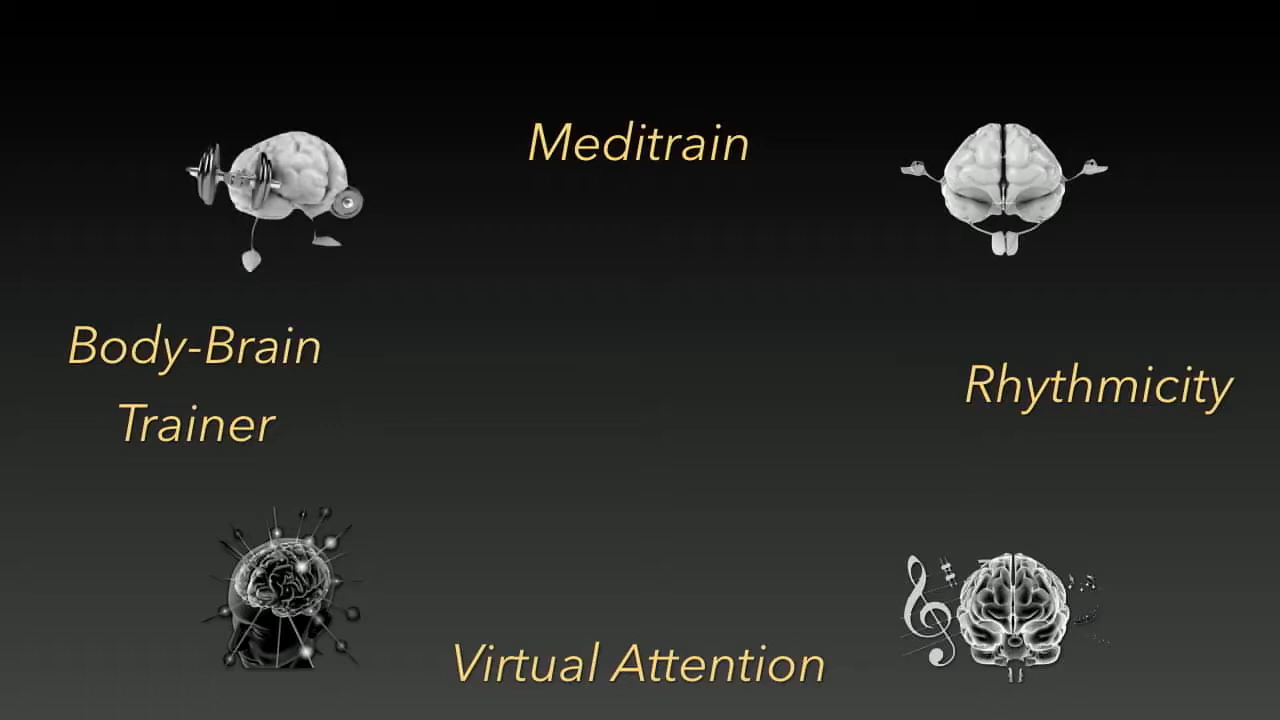 Meditrain
Body-Brain
Trainer
Rhythmicity
Virtual Attention